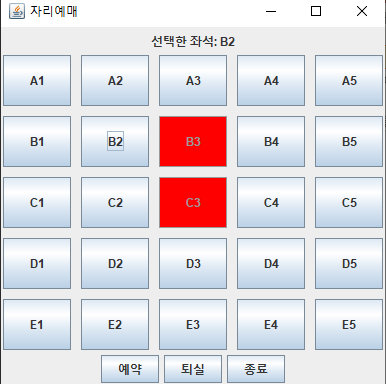 자리예매
선택한 좌석: B2
A1 A2 A3 A4 A5
B1 B2 B3 B4 B5
C1 C2 C3 C4 C5
D1 D2 D3 D4 D5
E1 E2 E3 E4 E5
예약 퇴실 종료